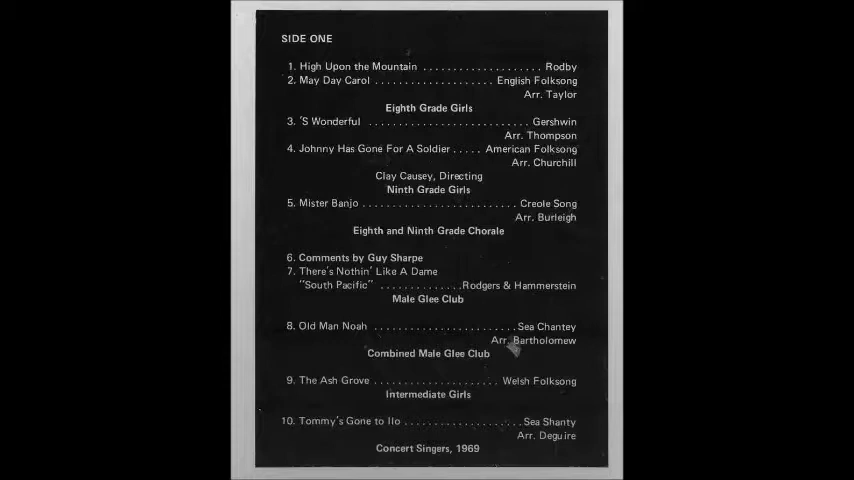 SIDE ONE
1. High Upon the Mountain . . . . . . . . . . . . . . . . . . . . Rodby
2. May Day Carol . . . . . . . . . . . . . . . . . . . . English Folksong
Arr. Taylor
Eighth Grade Girls
3. 'S Wonderful . . . . . . . . . . . . . . . . . . . . . . . . . . . Gershwin
Arr. Thompson
4. Johnny Has Gone For A Soldier . . . . . American Folksong
Arr. Churchill
Clay Causey, Directing
Ninth Grade Girls
5. Mister Banjo . . . . . . . . . . . . . . . . . . . . . . . . . . Creole Song
Arr. Burleigh
Eighth and Ninth Grade Chorale
6. Comments by Guy Sharpe
7. There's Nothin' Like A Dame
"South Pacific" . . . . . . . . . . . . . . Rodgers & Hammerstein
Male Glee Club
8. Old Man Noah . . . . . . . . . . . . . . . . . . . . . . . . Sea Chantey
Arr. Bartholomew
Combined Male Glee Club
9. The Ash Grove . . . . . . . . . . . . . . . . . . . . . Welsh Folksong
Intermediate Girls
10. Tommy's Gone to Ilo . . . . . . . . . . . . . . . . . . . . Sea Shanty
Arr. Deguire
Concert Singers, 1969